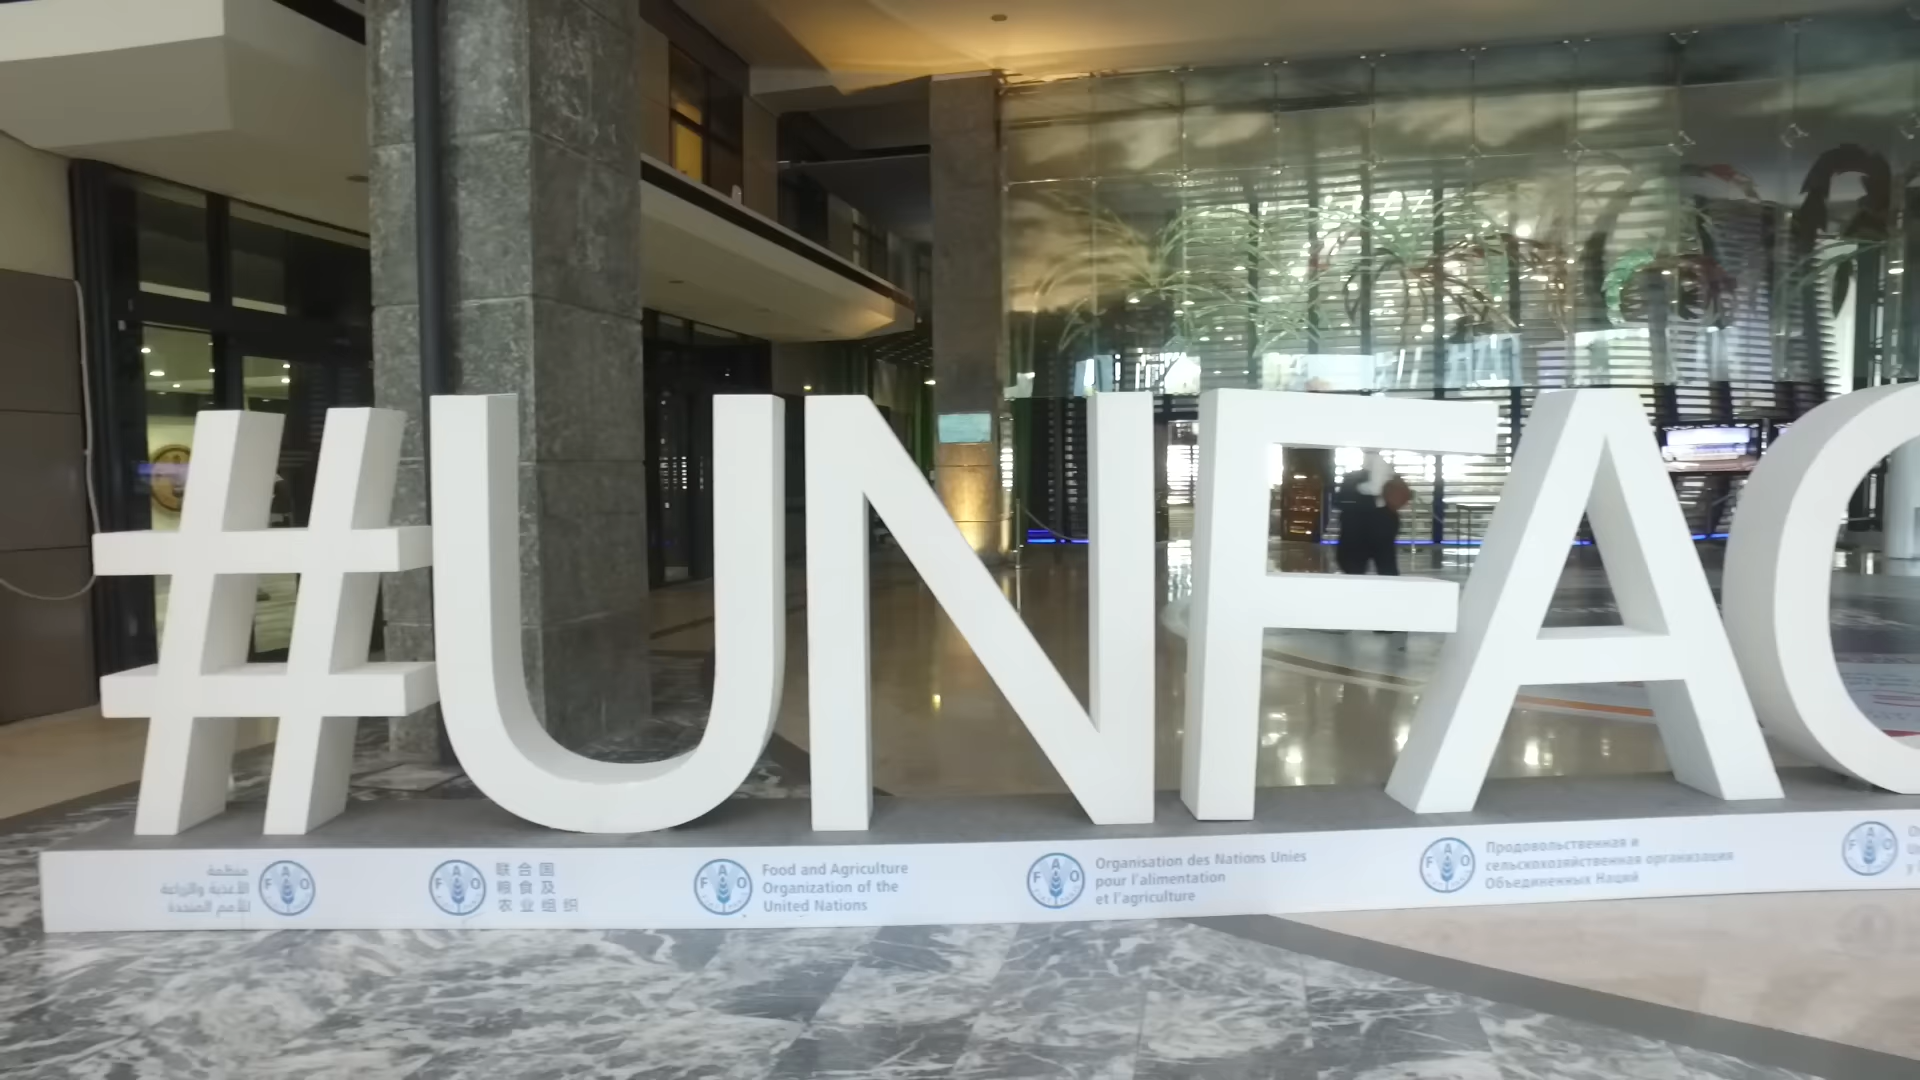 #UNFAO
منظمة
الأغذية والزراعة
للأمم المتحدة
FAO
联合国
粮食及
农业组织
FAO
Food and Agriculture
Organization of the
United Nations
FAO
Organisation des Nations Unies
pour l'alimentation
et l'agriculture
FAO
Продовольственная и
сельскохозяйственная организация
Объединенных Наций
FAO
FAO